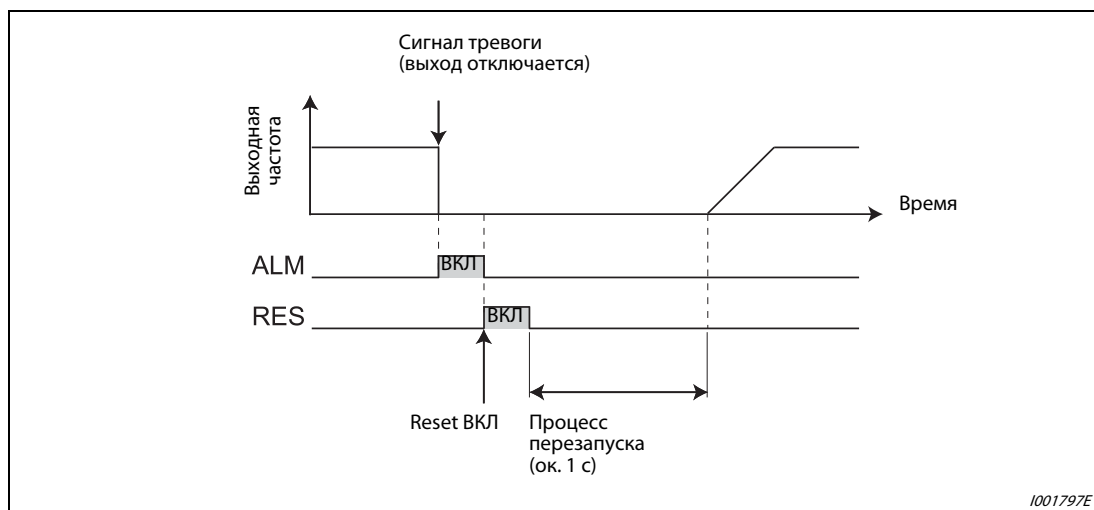 Сигнал тревоги
(выход отключается)
Выходная
частота
Время
ALM
ВКЛ
RES
ВКЛ
Reset ВКЛ
Процесс
перезапуска
(ок. 1 с)
I001797E